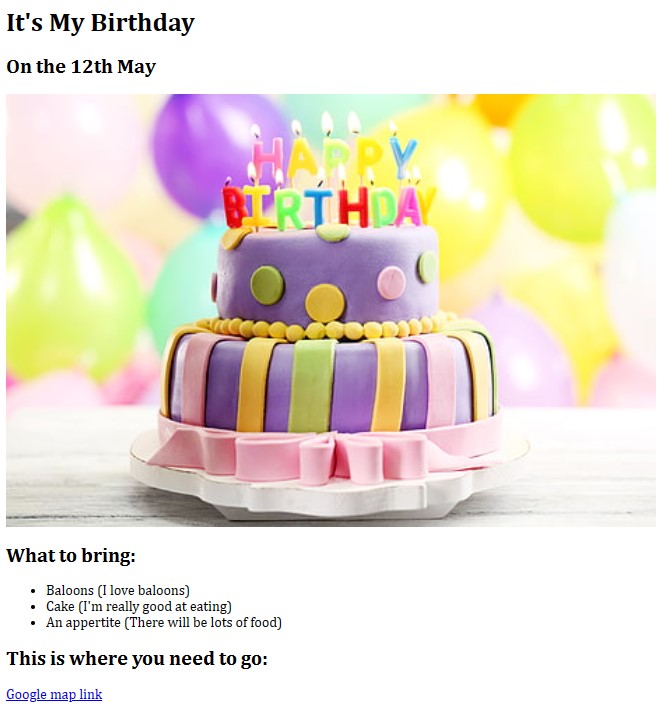 It's My Birthday
On the 12th May
HAPPY
BIRTHDAY
What to bring:
Baloons (I love baloons)
Cake (I'm really good at eating)
An appertite (There will be lots of food)
This is where you need to go:
Google map link